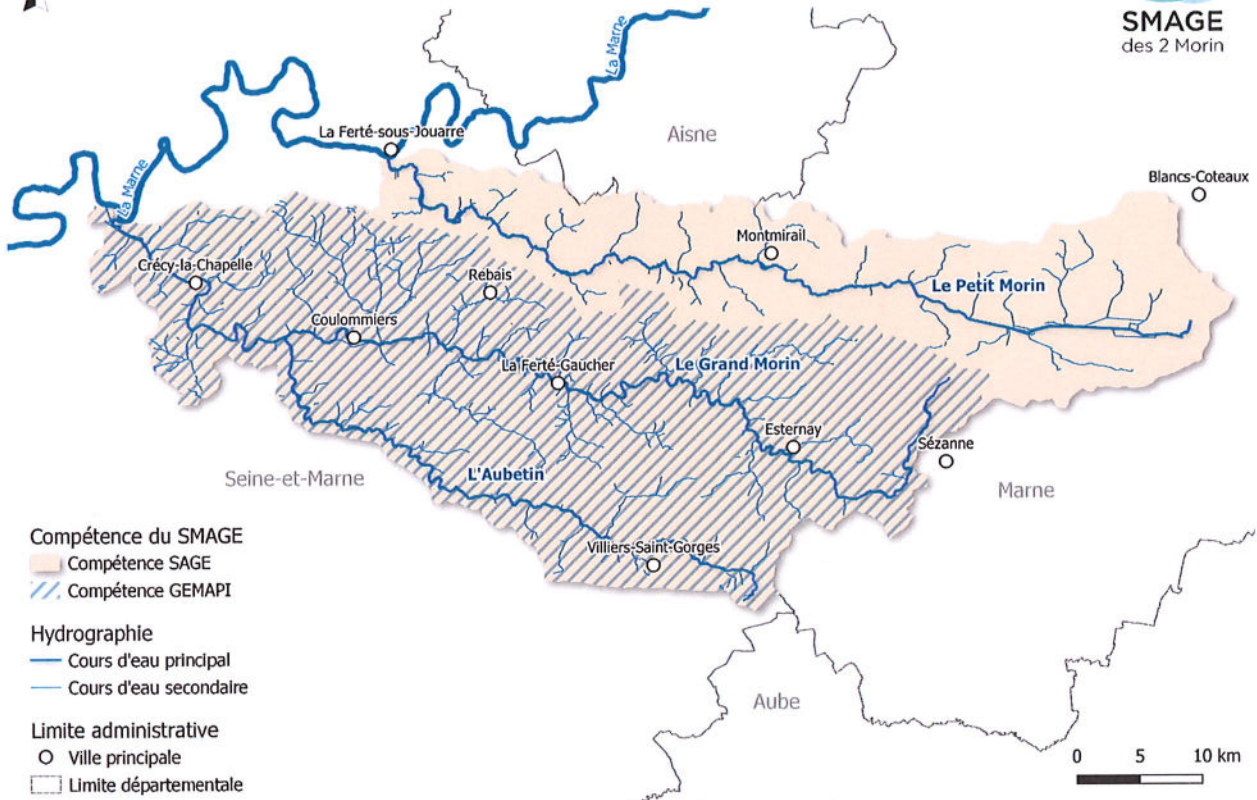 SMAGE
des 2 Morin
La Marne
La Ferté-sous-Jouarre
Aisne
Blancs-Coteaux
La Marne
Montmirail
Crécy-la-Chapelle
Rebais
Le Petit Morin
Coulommiers
La Ferté-Gaucher
Le Grand Morin
Esternay
Sézanne
Seine-et-Marne
L'Aubetin
Marne
Villiers-Saint-Gorges
Aube
Compétence du SMAGE
Compétence SAGE
Compétence GEMAPI
Hydrographie
Cours d'eau principal
Cours d'eau secondaire
Limite administrative
Ville principale
Limite départementale
0 5 10 km